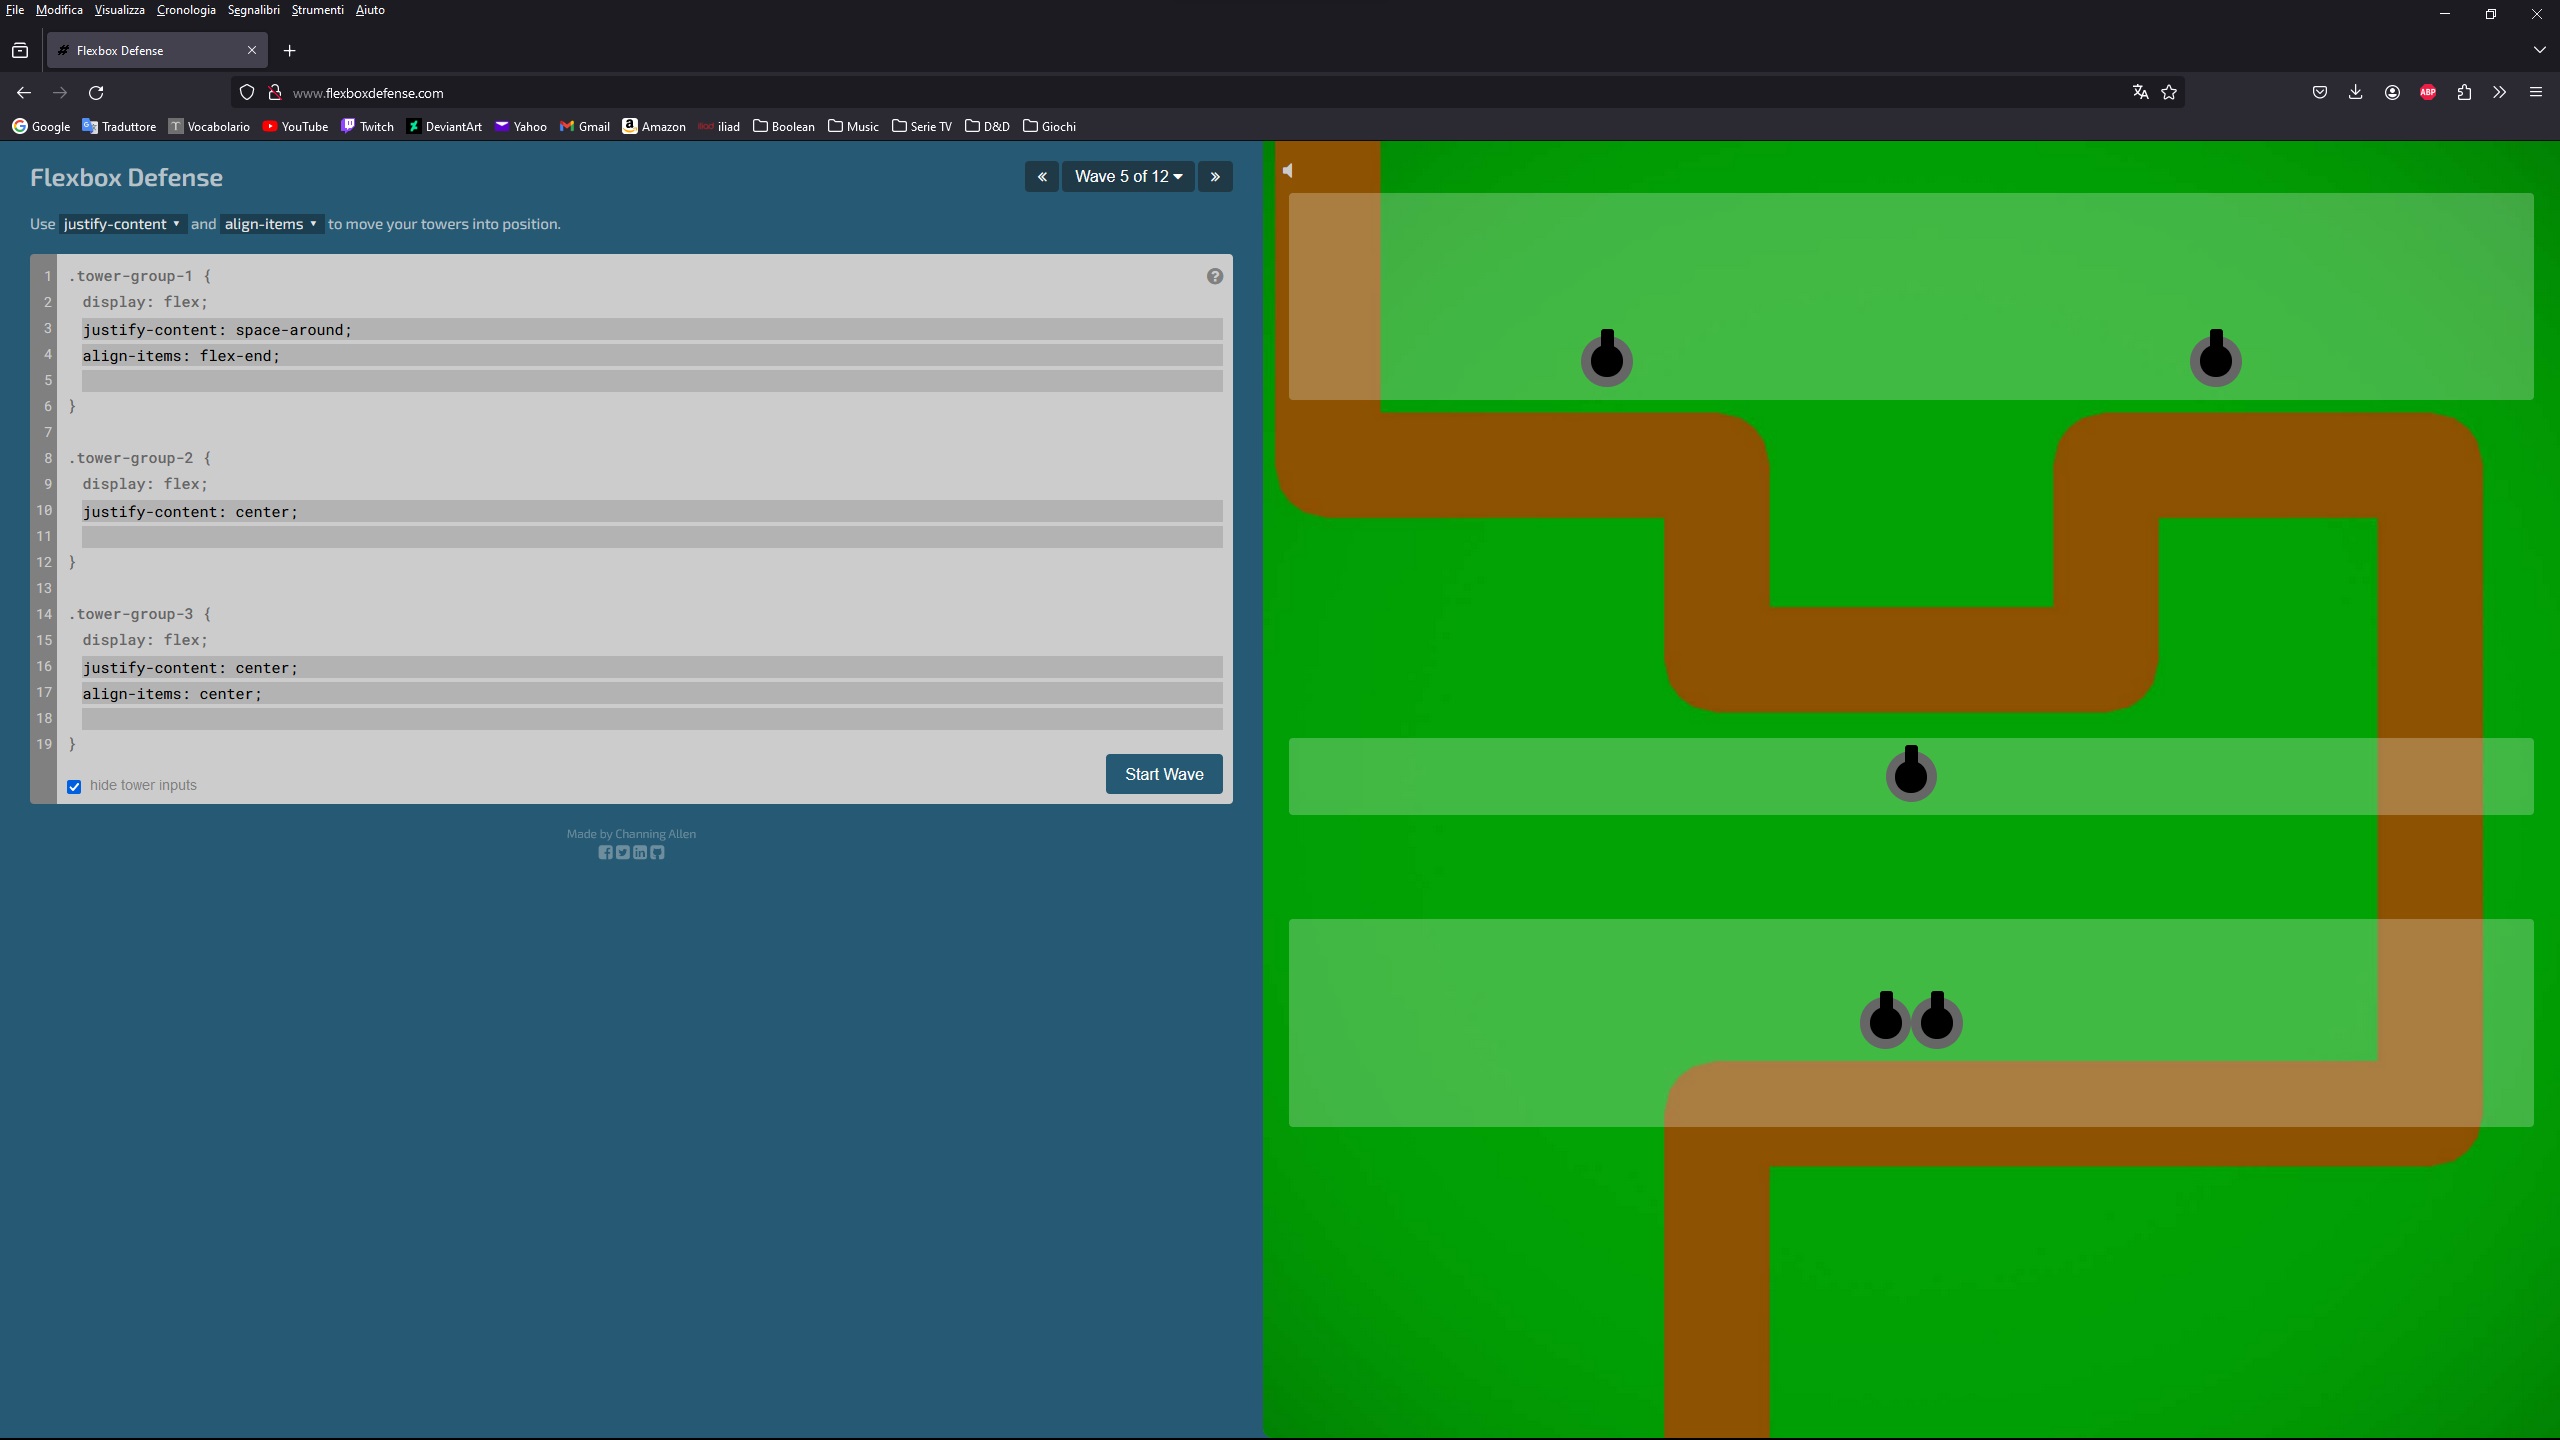 File Modifica Visualizza Cronologia Segnalibri Strumenti Aiuto
Flexbox Defense
www.flexboxdefense.com
ABP
Google Traduttore T Vocabolario YouTube Twitch DeviantArt Yahoo Gmail a Amazon iliad iliad Boolean Music Serie TV D&D Giochi
Flexbox Defense
« Wave 5 of 12 »
Use justify-content and align-items to move your towers into position.
1 .tower-group-1 {
2 display: flex;
3 justify-content: space-around;
4 align-items: flex-end;
5
6 }
7
8 .tower-group-2 {
9 display: flex;
10 justify-content: center;
11
12 }
13
14 .tower-group-3 {
15 display: flex;
16 justify-content: center;
17 align-items: center;
18
19 }
hide tower inputs
Start Wave
Made by Channing Allen